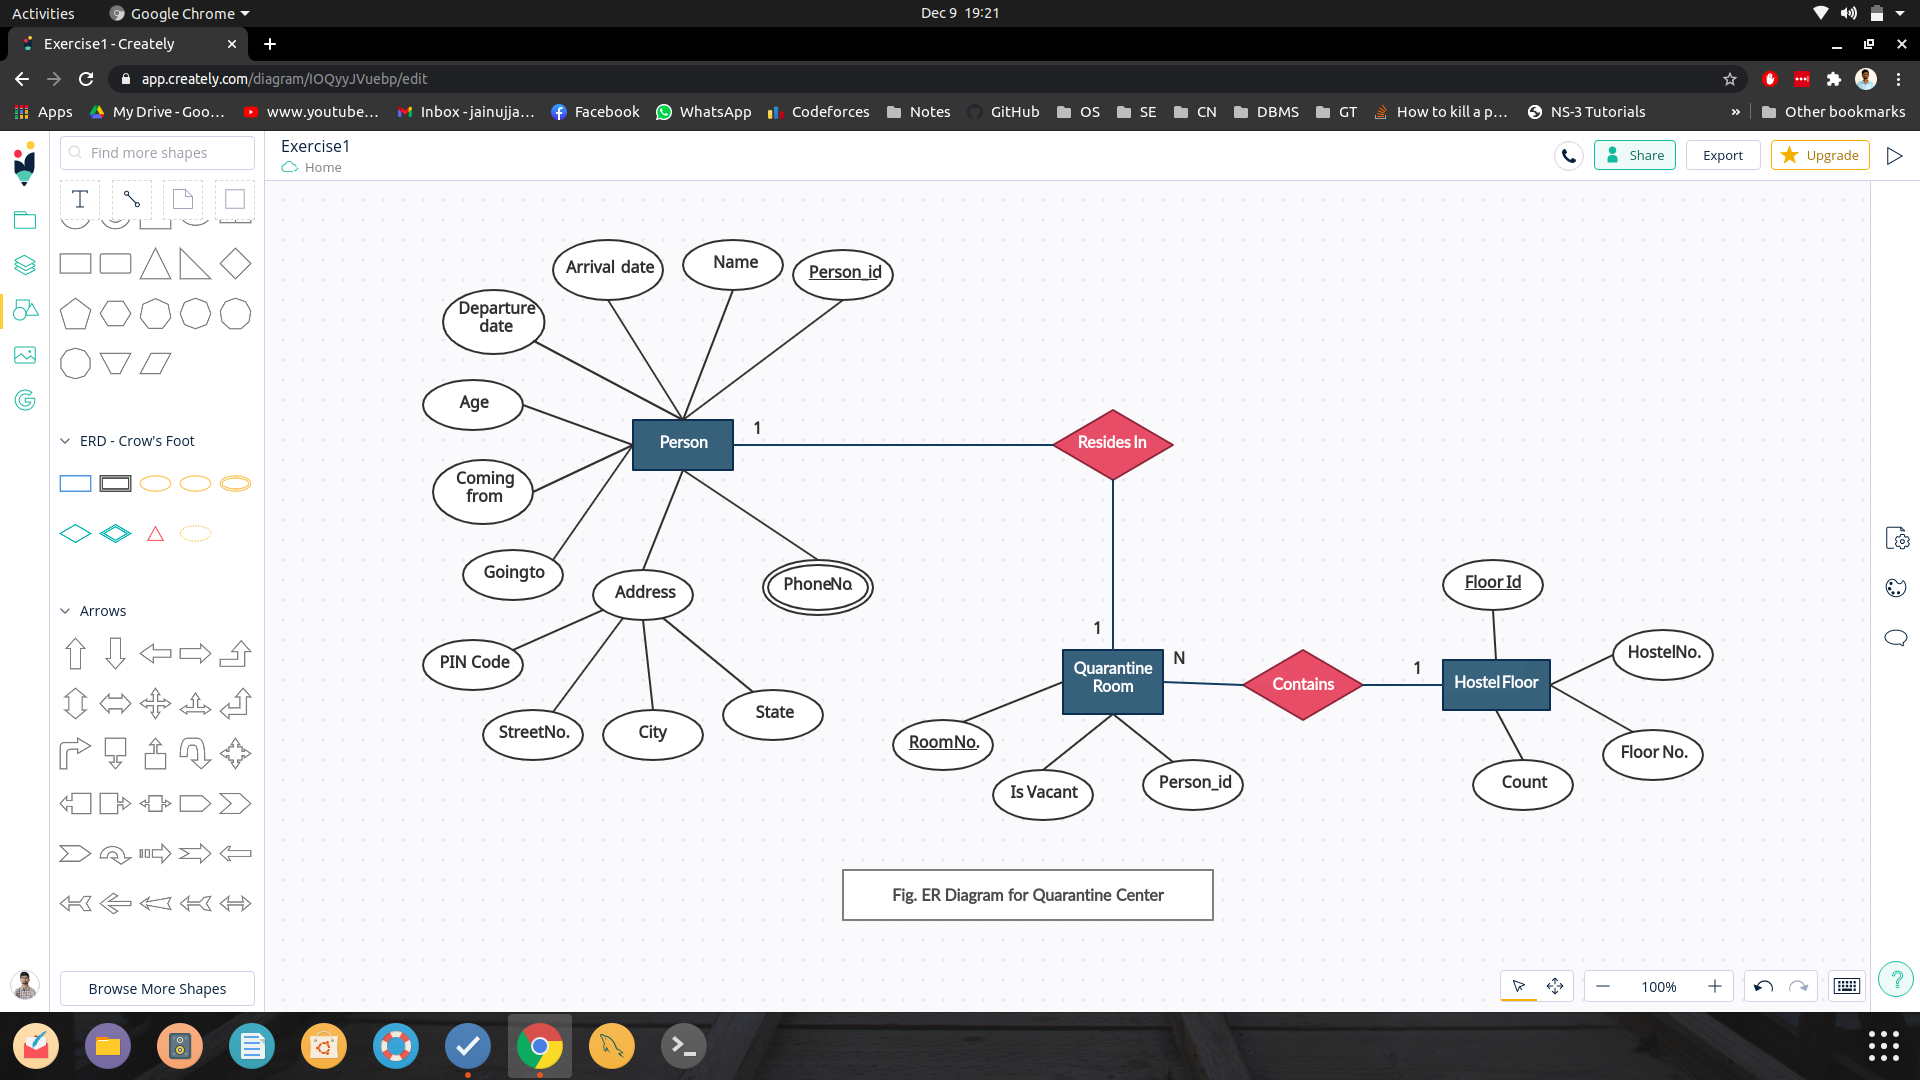 Activities
Google Chrome
Dec 9 19:21
Exercise1 - Creately
app.creately.com/diagram/IOQyyJVuebp/edit
Apps
My Drive - Goo...
www.youtube...
Inbox - jainujja...
Facebook
WhatsApp
Codeforces
Notes
GitHub
OS
SE
CN
DBMS
GT
How to kill a p...
NS-3 Tutorials
»
Other bookmarks
Find more shapes
Exercise1
Home
Share
Export
Upgrade
T
ERD - Crow's Foot
Arrows
Browse More Shapes
Arrival date
Name
Person_id
Departure
date
Age
Person
1
Resides In
Coming
from
Goingto
Address
PhoneNo.
PIN Code
StreetNo.
City
State
1
Quarantine
Room
N
Contains
1
Hostel Floor
Floor Id
HostelNo.
Floor No.
Count
RoomNo.
Is Vacant
Person_id
Fig. ER Diagram for Quarantine Center
100%
?